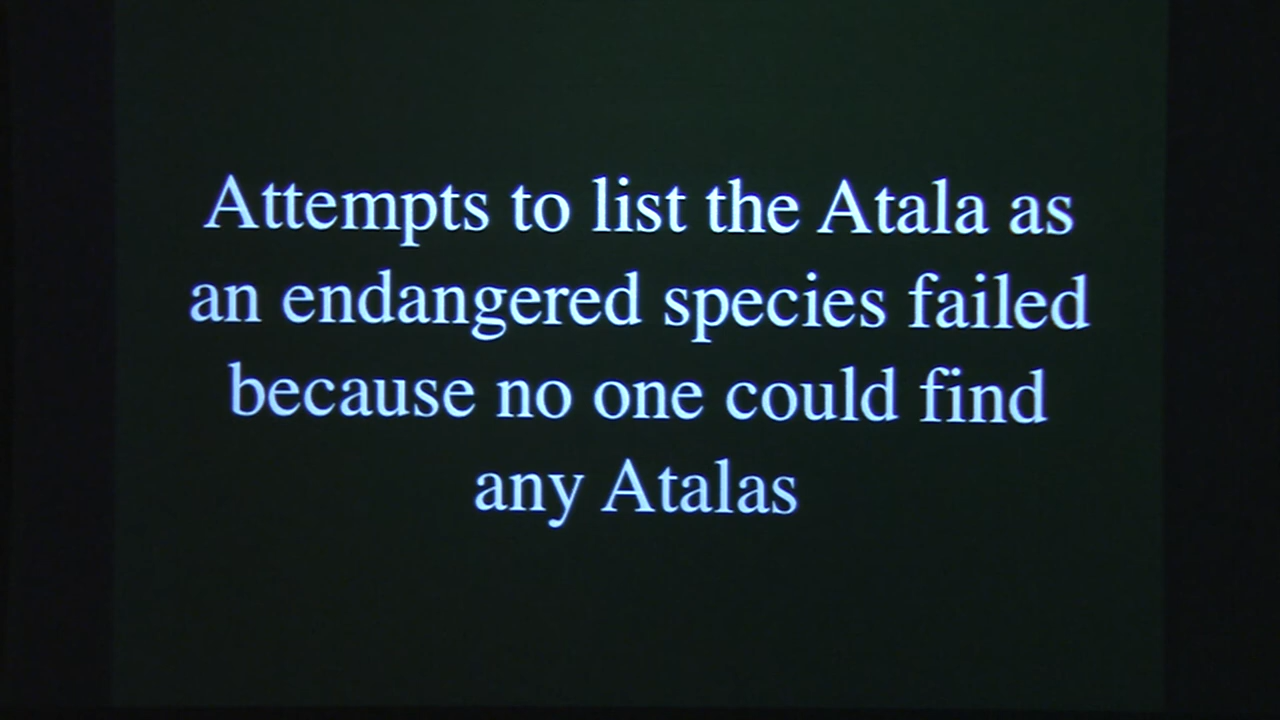 Attempts to list the Atala as
an endangered species failed
because no one could find
any Atalas